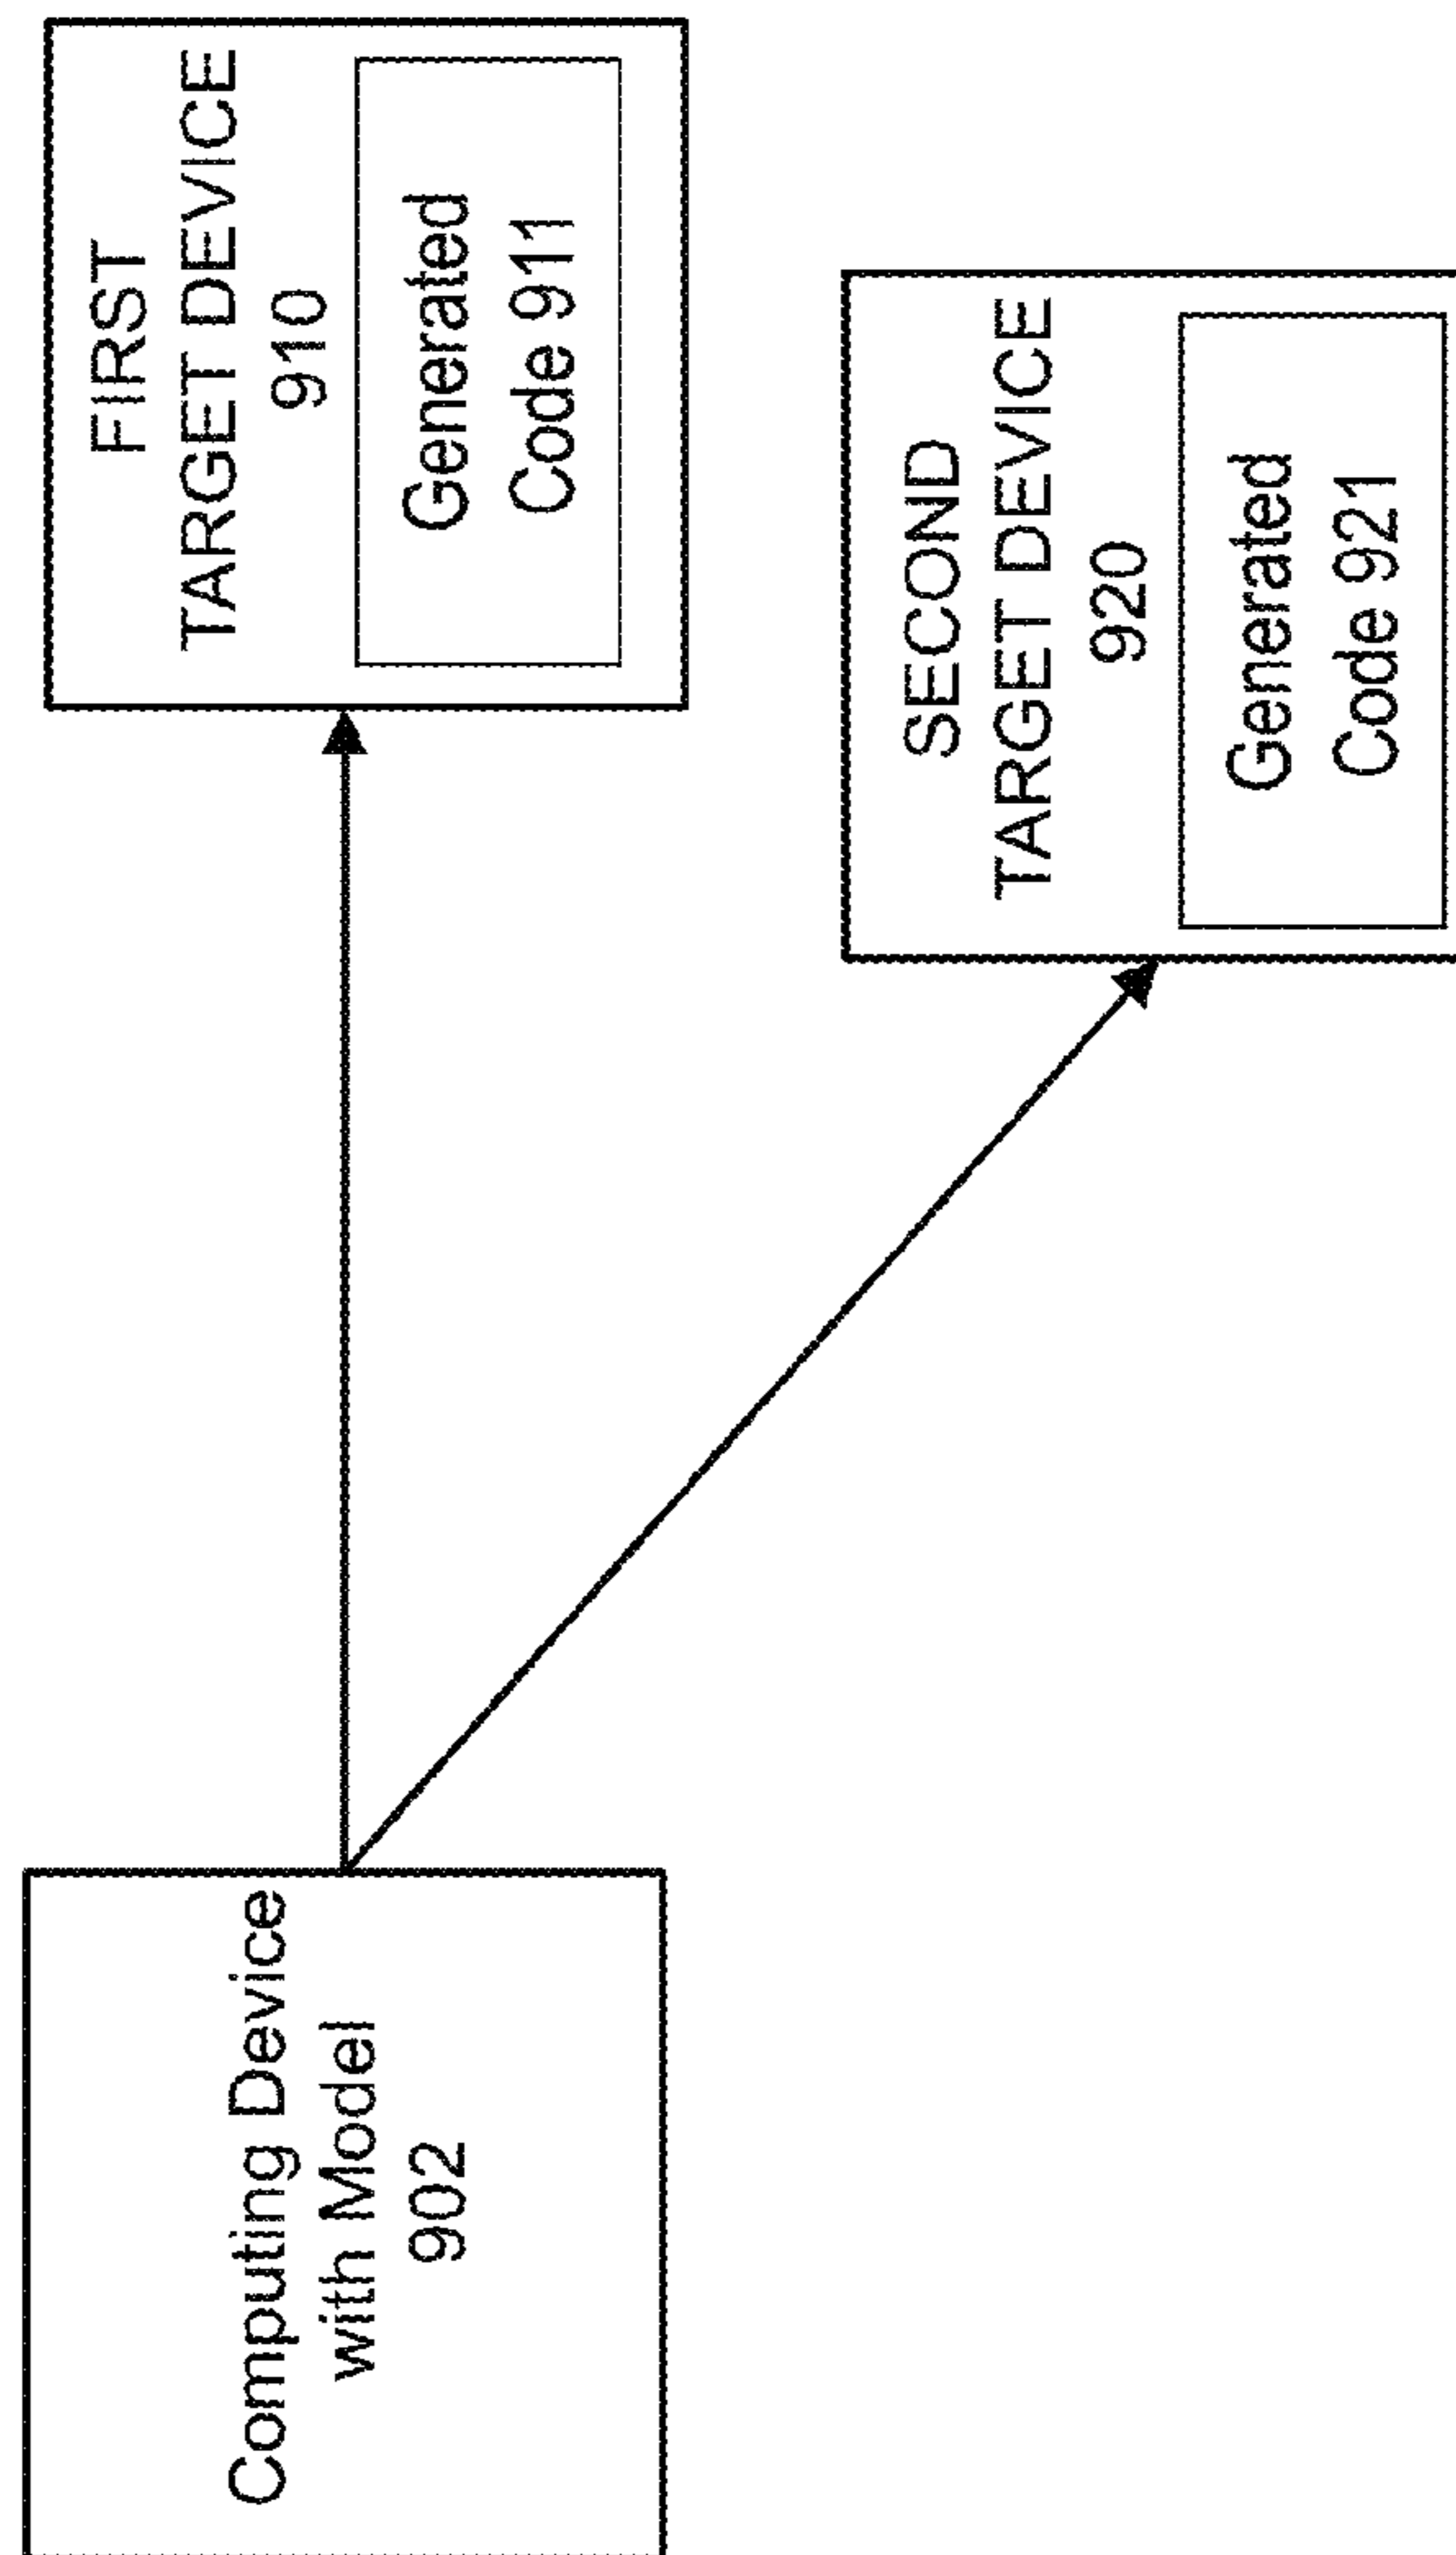 Computing Device
with Model
902
FIRST
TARGET DEVICE
910
Generated
Code 911
SECOND
TARGET DEVICE
920
Generated
Code 921